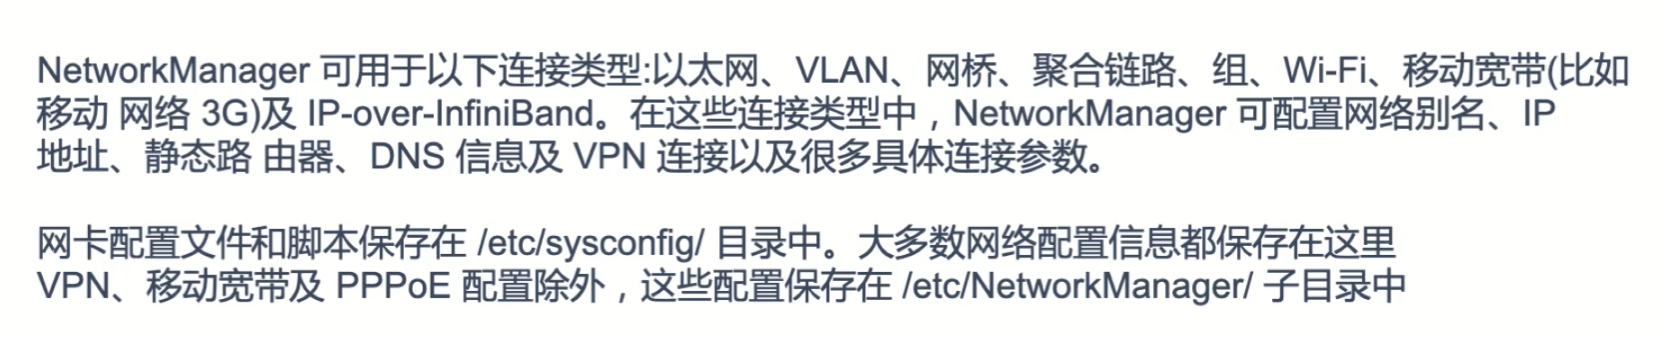 NetworkManager 可用于以下连接类型:以太网、VLAN、网桥、聚合链路、组、Wi-Fi、移动宽带(比如
移动 网络 3G)及 IP-over-InfiniBand。在这些连接类型中，NetworkManager 可配置网络别名、IP
地址、静态路 由器、DNS 信息及 VPN 连接以及很多具体连接参数。
网卡配置文件和脚本保存在 /etc/sysconfig/ 目录中。大多数网络配置信息都保存在这里
VPN、移动宽带及 PPPoE 配置除外，这些配置保存在 /etc/NetworkManager/ 子目录中